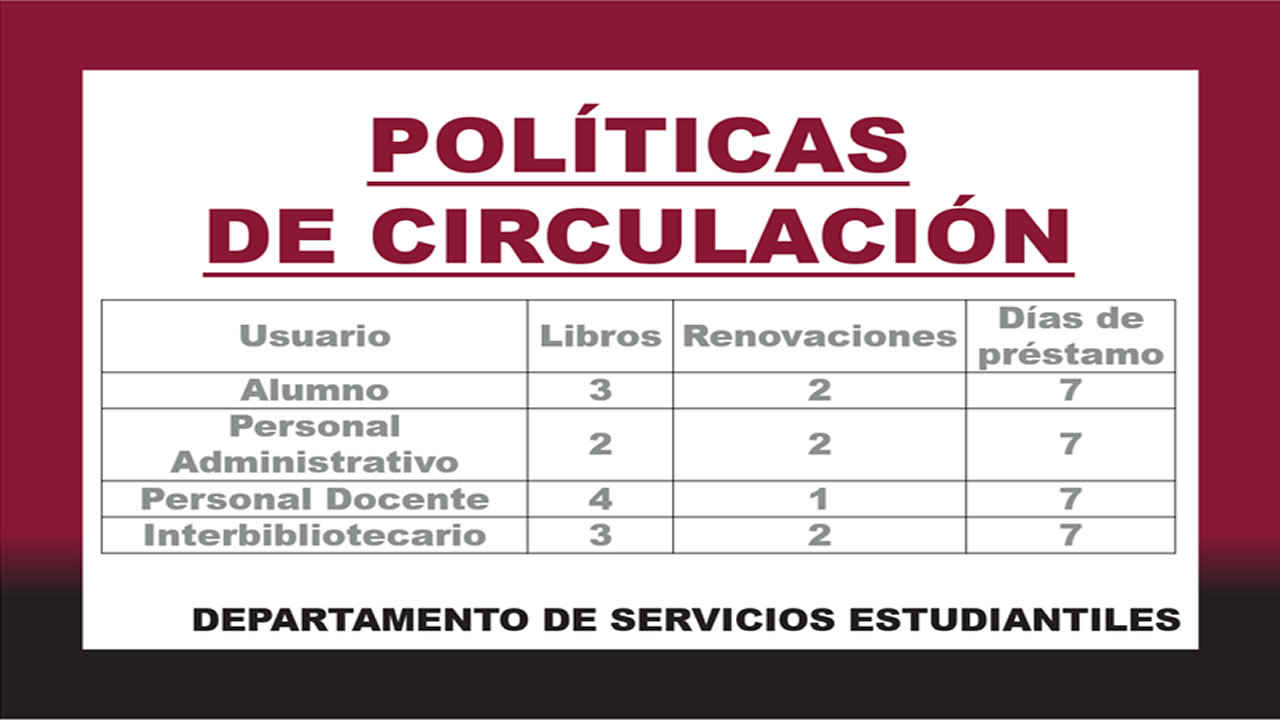 POLÍTICAS
DE CIRCULACIÓN
Usuario Libros Renovaciones Días de préstamo
Alumno 3 2 7
Personal Administrativo 2 2 7
Personal Docente 4 1 7
Interbibliotecario 3 2 7
DEPARTAMENTO DE SERVICIOS ESTUDIANTILES